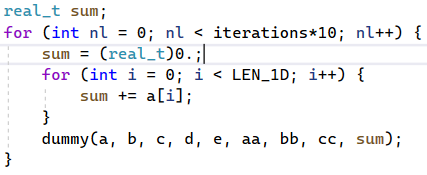 real_t sum;
for (int nl = 0; nl < iterations*10; nl++) {
    sum = (real_t)0.;
    for (int i = 0; i < LEN_1D; i++) {
        sum += a[i];
    }
    dummy(a, b, c, d, e, aa, bb, cc, sum);
}